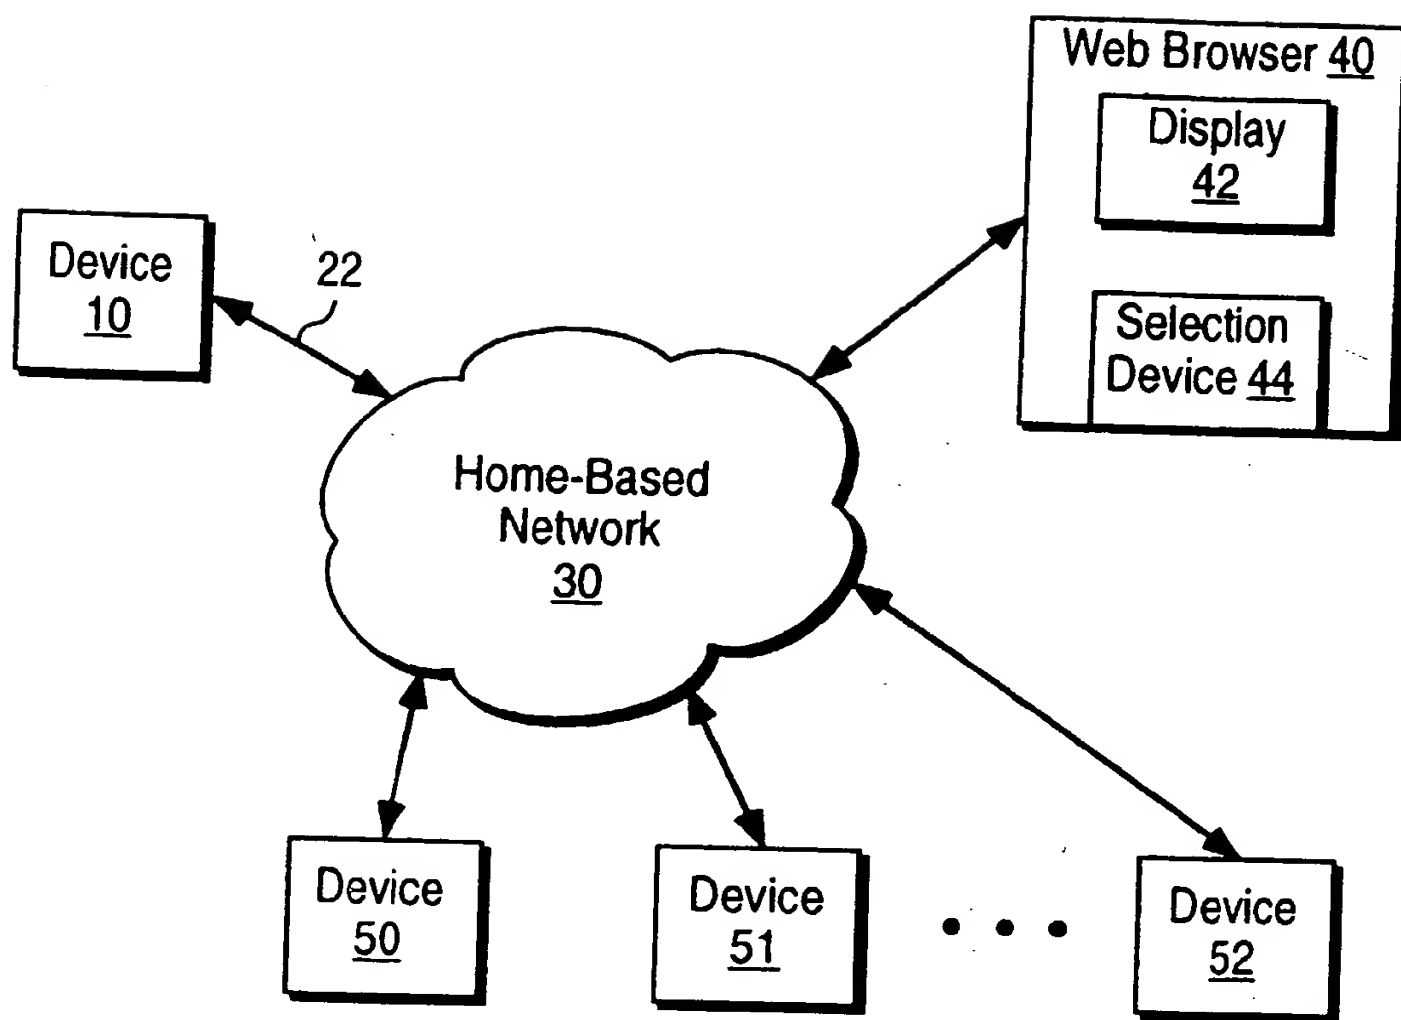 Web Browser 40
Display
42
Selection
Device 44
Device
10
22
Home-Based
Network
30
Device
50
Device
51
Device
52